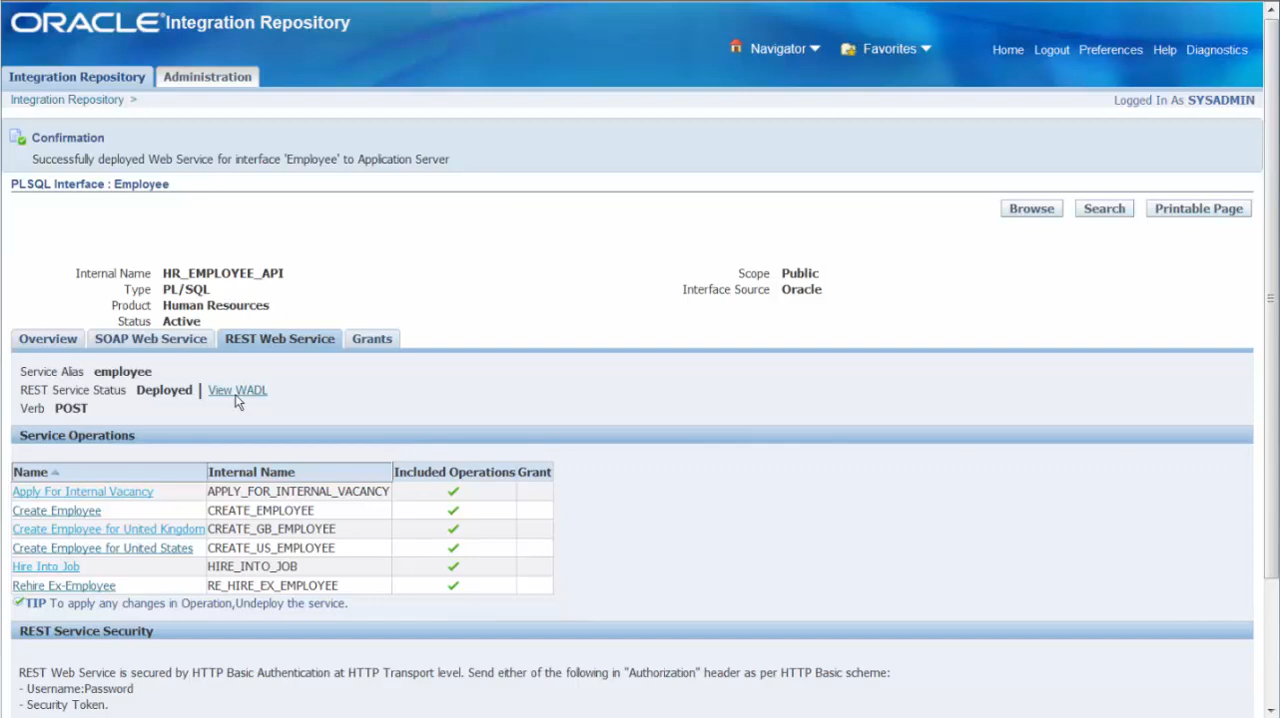 ORACLE Integration Repository
Navigator Favorites Home Logout Preferences Help Diagnostics
Integration Repository Administration
Integration Repository > Logged In As SYSADMIN
Confirmation
Successfully deployed Web Service for interface 'Employee' to Application Server
PLSQL Interface : Employee
Browse Search Printable Page
Internal Name HR_EMPLOYEE_API Scope Public
Type PL/SQL Interface Source Oracle
Product Human Resources
Status Active
Overview SOAP Web Service REST Web Service Grants
Service Alias employee
REST Service Status Deployed | View WADL
Verb POST
Service Operations
Name Internal Name Included Operations Grant
Apply For Internal Vacancy APPLY_FOR_INTERNAL_VACANCY
Create Employee CREATE_EMPLOYEE
Create Employee for United Kingdom CREATE_GB_EMPLOYEE
Create Employee for United States CREATE_US_EMPLOYEE
Hire Into Job HIRE_INTO_JOB
Rehire Ex-Employee RE_HIRE_EX_EMPLOYEE
TIP To apply any changes in Operation,Undeploy the service.
REST Service Security
REST Web Service is secured by HTTP Basic Authentication at HTTP Transport level. Send either of the following in "Authorization" header as per HTTP Basic scheme:
- Username:Password
- Security Token.